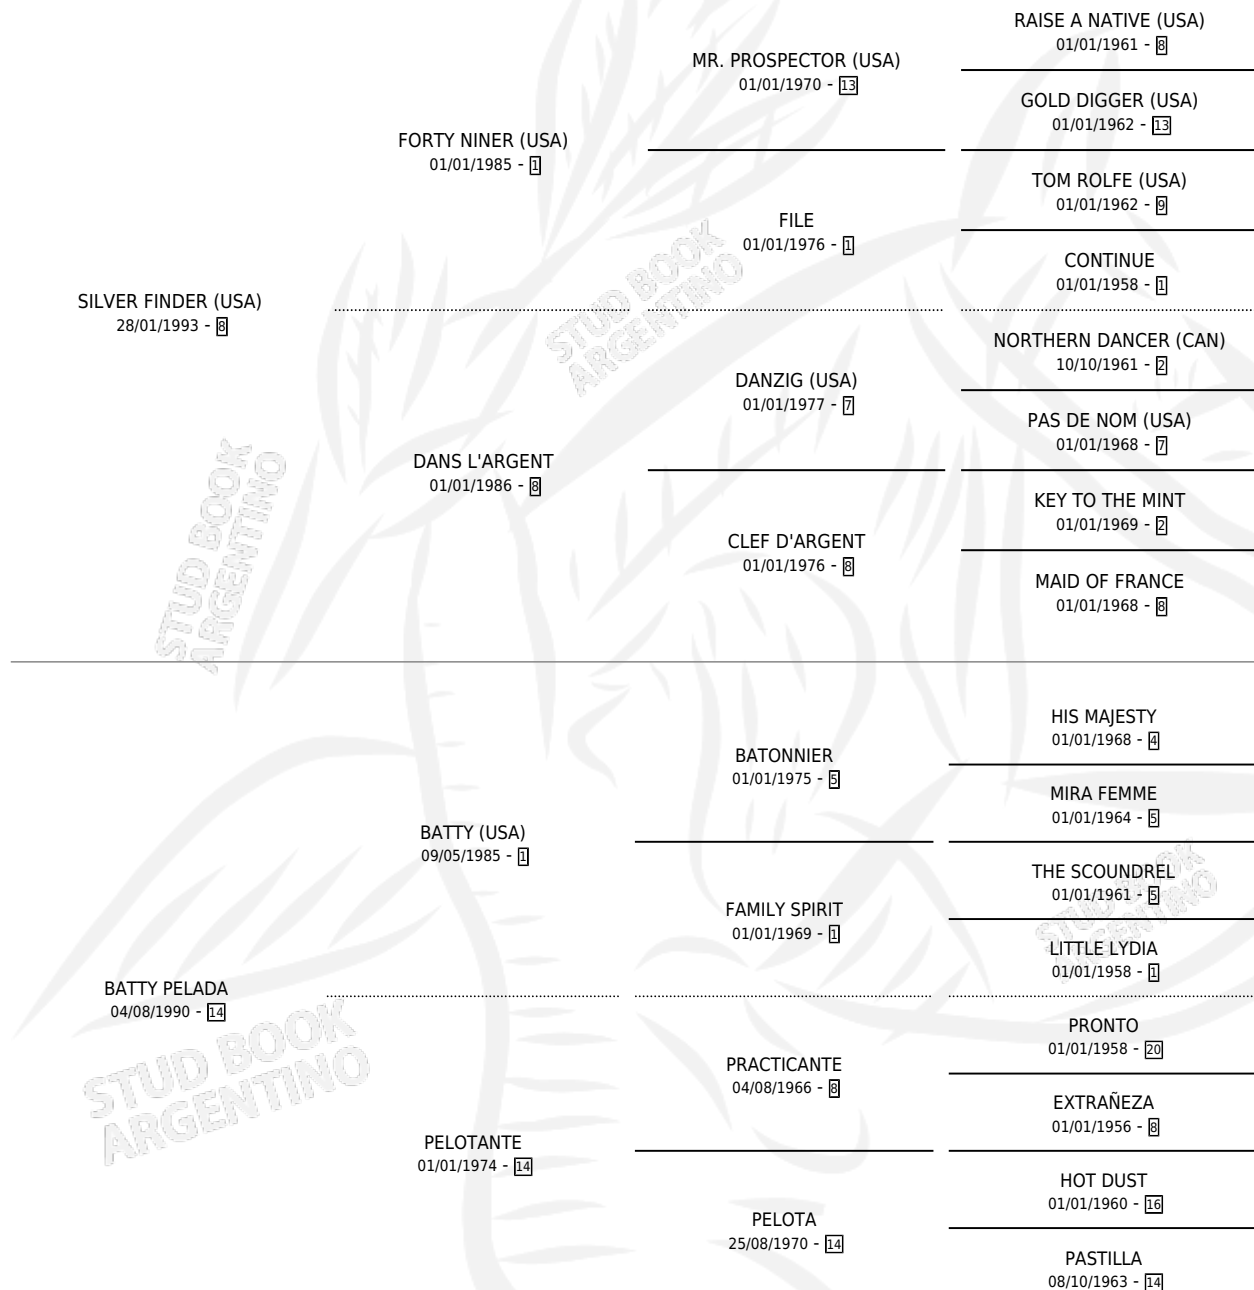 RAISE A NATIVE (USA)
01/01/1961 - 8
MR. PROSPECTOR (USA)
01/01/1970 - 13
GOLD DIGGER (USA)
01/01/1962 - 13
FORTY NINER (USA)
01/01/1985 - 1
TOM ROLFE (USA)
01/01/1962 - 9
FILE
01/01/1976 - 1
CONTINUE
01/01/1958 - 1
SILVER FINDER (USA)
28/01/1993 - 8
NORTHERN DANCER (CAN)
10/10/1961 - 2
DANZIG (USA)
01/01/1977 - 7
PAS DE NOM (USA)
01/01/1968 - 7
DANS L'ARGENT
01/01/1986 - 8
KEY TO THE MINT
01/01/1969 - 2
CLEF D'ARGENT
01/01/1976 - 8
MAID OF FRANCE
01/01/1968 - 8
HIS MAJESTY
01/01/1968 - 4
BATONNIER
01/01/1975 - 5
MIRA FEMME
01/01/1964 - 5
BATTY (USA)
09/05/1985 - 1
THE SCOUNDREL
01/01/1961 - 5
FAMILY SPIRIT
01/01/1969 - 1
LITTLE LYDIA
01/01/1958 - 1
BATTY PELADA
04/08/1990 - 14
PRONTO
01/01/1958 - 20
PRACTICANTE
04/08/1966 - 8
EXTRAÑEZA
01/01/1956 - 8
PELOTANTE
01/01/1974 - 14
HOT DUST
01/01/1960 - 16
PELOTA
25/08/1970 - 14
PASTILLA
08/10/1963 - 14
STUD BOOK
ARGENTINO
STUD BOOK
ARGENTINO
STUD BOOK
ARGENTINO
STUD BOOK
ARGENTINO